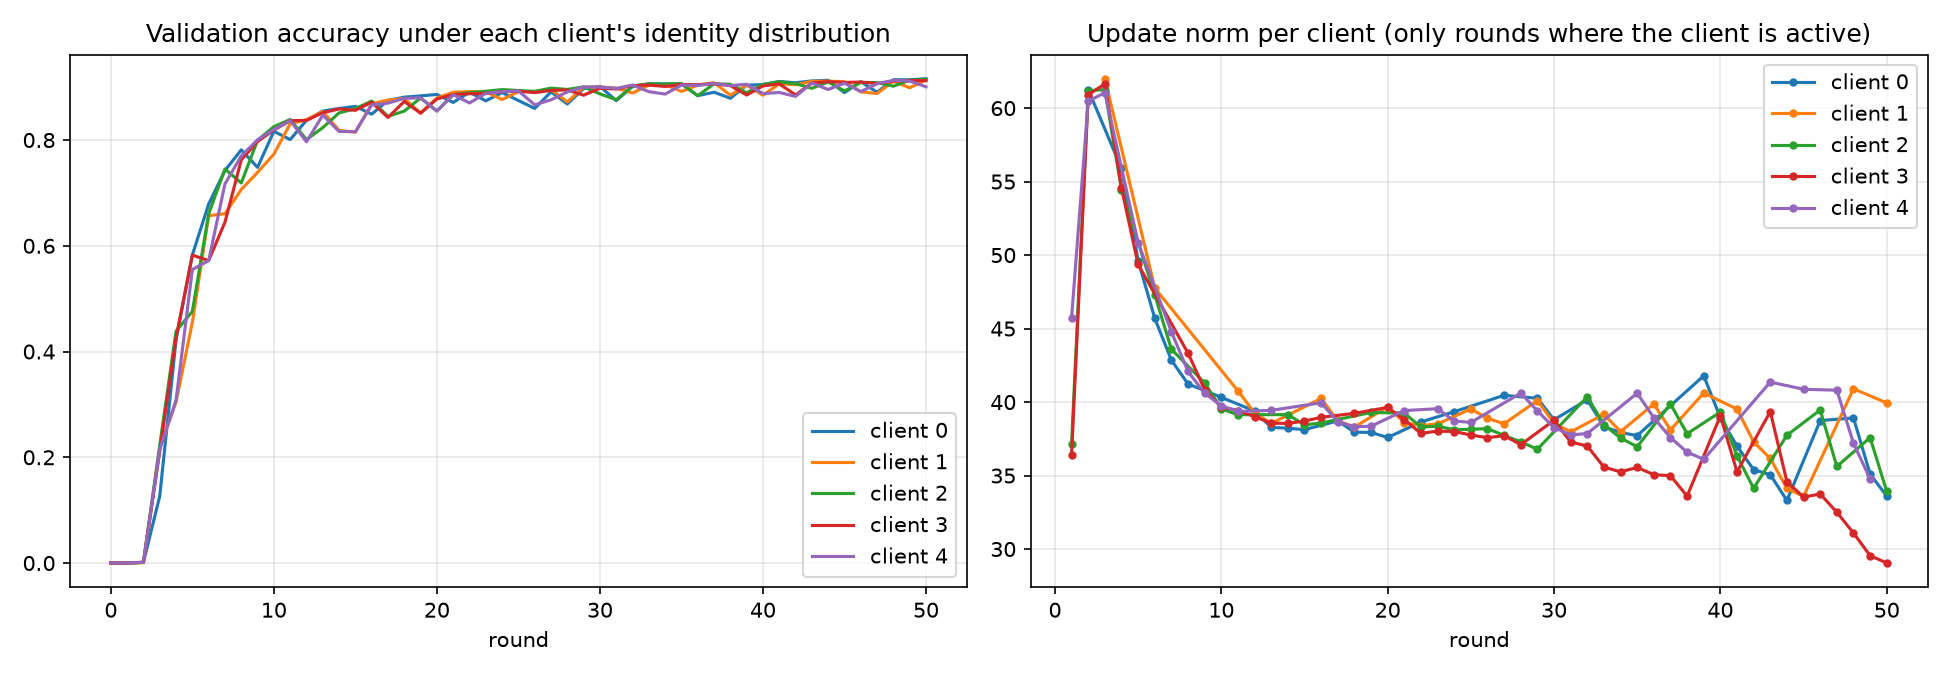 Validation accuracy under each client's identity distribution
0.8
0.6
0.4
0.2
0.0
0 10 20 30 40 50
round
client 0
client 1
client 2
client 3
client 4
Update norm per client (only rounds where the client is active)
60
55
50
45
40
35
30
0 10 20 30 40 50
round
client 0
client 1
client 2
client 3
client 4